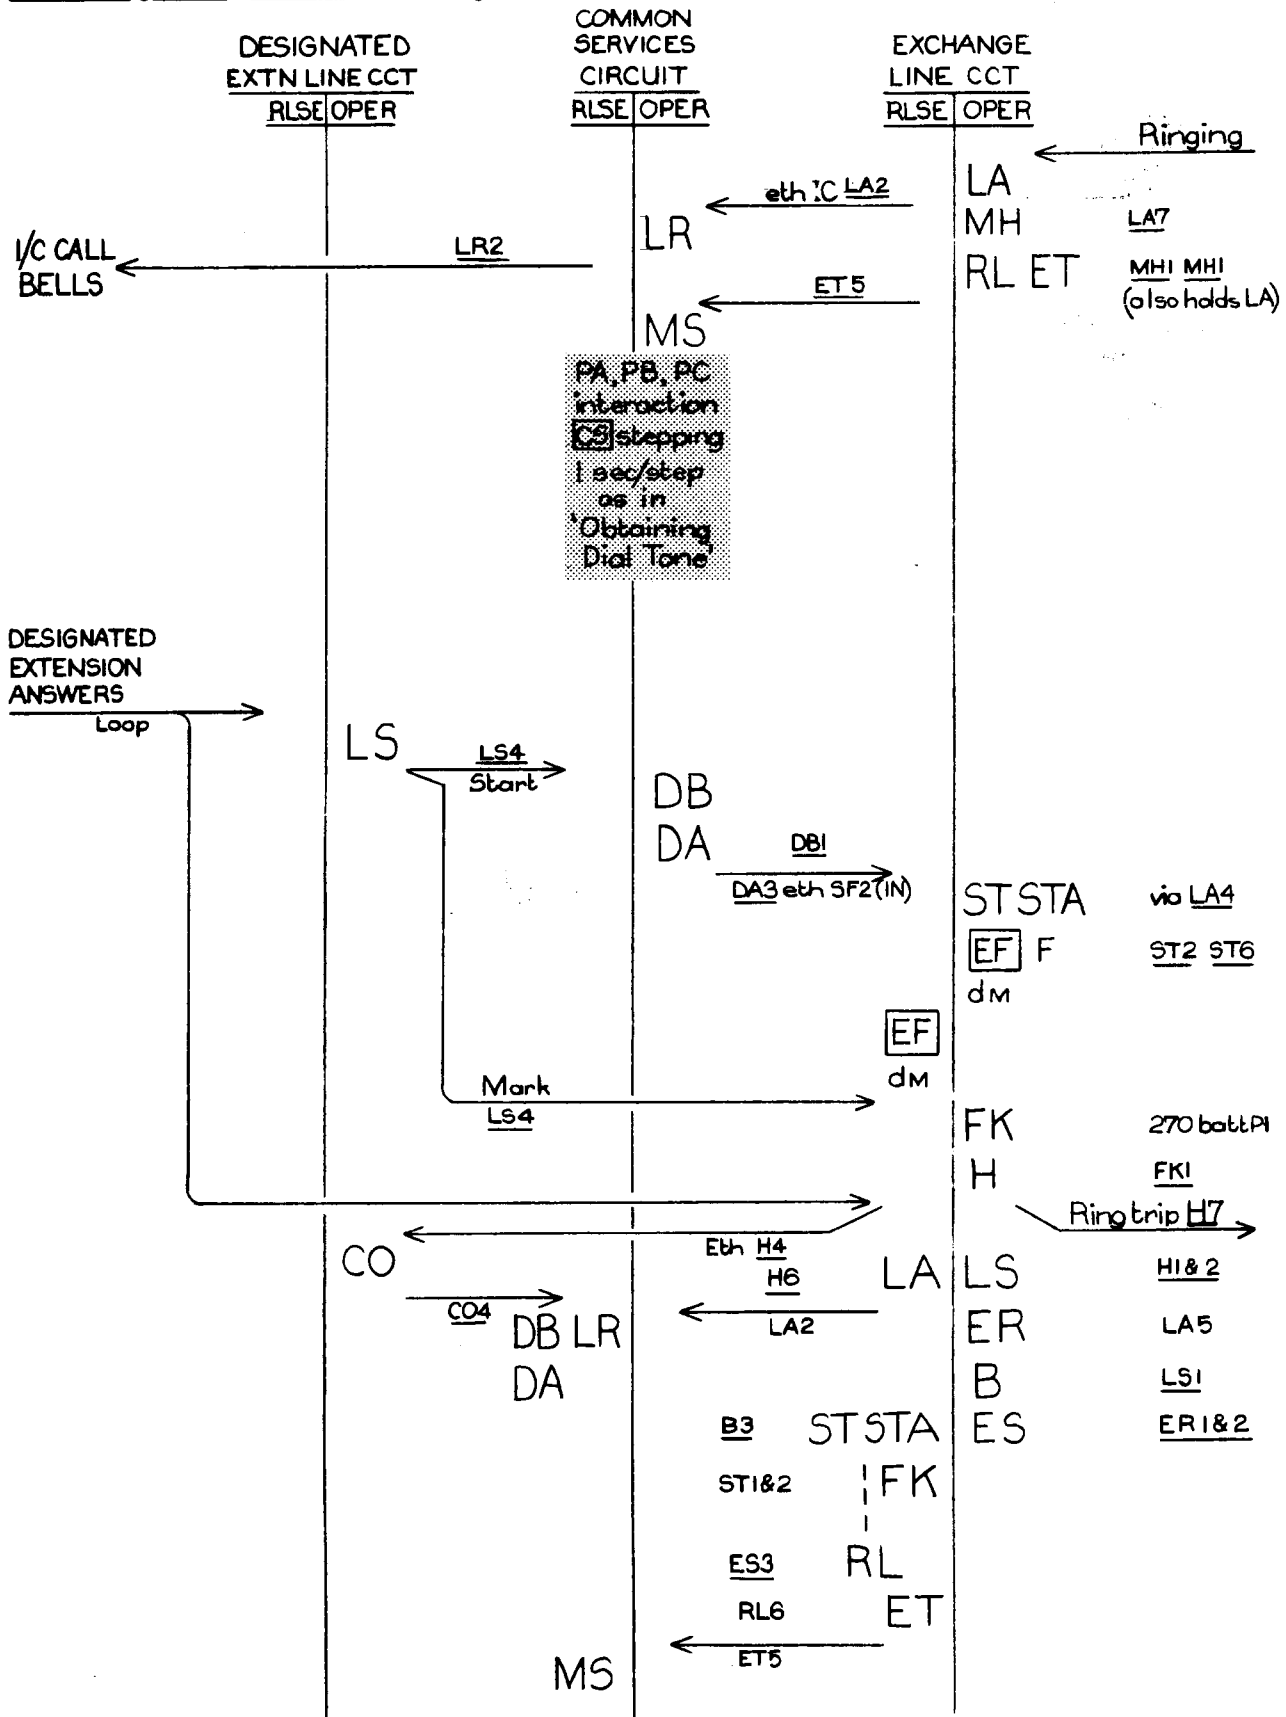 COMMON
DESIGNATED SERVICES EXCHANGE
EXTN LINE CCT CIRCUIT LINE CCT
RLSE OPER RLSE OPER RLSE OPER
Ringing
LA
eth IC LA2
LR MH LA7
I/C CALL LR2
BELLS
RL ET MH1 MH1
(also holds LA)
ET5
MS
PA, PB, PC
interaction
CS stepping
1 sec/step
as in
'Obtaining
Dial Tone'
DESIGNATED
EXTENSION
ANSWERS
Loop
LS LS4
Start
DB
DA DB1
DA3 eth SF2 (IN)
ST STA via LA4
EF F ST2 ST6
dM
EF
dM
Mark
LS4
FK 270 batt P1
H FK1
Ring trip H7
Eth H4
CO H6 LA LS H1 & 2
CO4 LA2
DB LR ER LA5
DA B LS1
B3 ST STA ES ER1 & 2
ST1 & 2 FK
ES3 RL
RL6 ET
ET5
MS